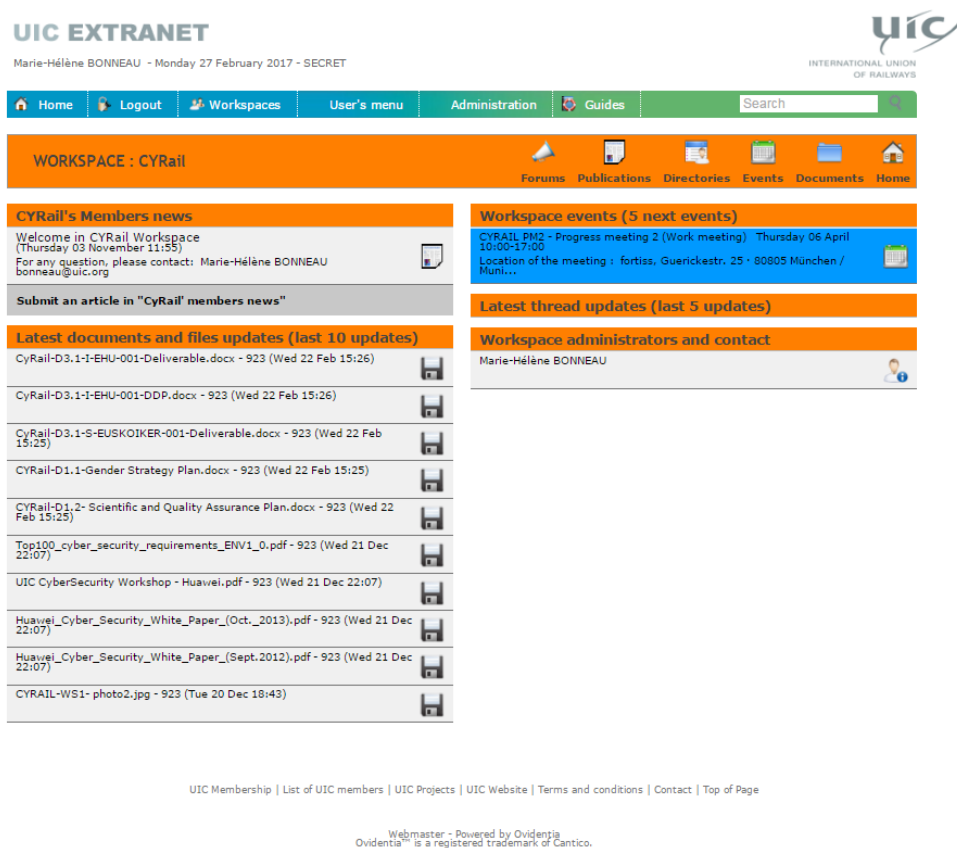 UIC EXTRANET
Marie-Hélène BONNEAU - Monday 27 February 2017 - SECRET
uic
INTERNATIONAL UNION
OF RAILWAYS
Home
Logout
Workspaces
User's menu
Administration
Guides
Search
WORKSPACE : CYRail
Forums
Publications
Directories
Events
Documents
Home
CYRail's Members news
Welcome in CYRail Workspace
(Thursday 03 November 11:55)
For any question, please contact: Marie-Hélène BONNEAU
bonneau@uic.org
Submit an article in "CyRail' members news"
Latest documents and files updates (last 10 updates)
CyRail-D3.1-I-EHU-001-Deliverable.docx - 923 (Wed 22 Feb 15:26)
CyRail-D3.1-I-EHU-001-DDP.docx - 923 (Wed 22 Feb 15:26)
CyRail-D3.1-S-EUSKOIKER-001-Deliverable.docx - 923 (Wed 22 Feb
15:25)
CYRail-D1.1-Gender Strategy Plan.docx - 923 (Wed 22 Feb 15:25)
CYRail-D1.2- Scientific and Quality Assurance Plan.docx - 923 (Wed 22
Feb 15:25)
Top100_cyber_security_requirements_ENV1_0.pdf - 923 (Wed 21 Dec
22:07)
UIC CyberSecurity Workshop - Huawei.pdf - 923 (Wed 21 Dec 22:07)
Huawei_Cyber_Security_White_Paper_(Oct._2013).pdf - 923 (Wed 21 Dec
22:07)
Huawei_Cyber_Security_White_Paper_(Sept.2012).pdf - 923 (Wed 21 Dec
22:07)
CYRAIL-WS1- photo2.jpg - 923 (Tue 20 Dec 18:43)
Workspace events (5 next events)
CYRAIL PM2 - Progress meeting 2 (Work meeting) Thursday 06 April
10:00-17:00
Location of the meeting : fortiss, Guerickestr. 25 · 80805 München /
Muni...
Latest thread updates (last 5 updates)
Workspace administrators and contact
Marie-Hélène BONNEAU
UIC Membership | List of UIC members | UIC Projects | UIC Website | Terms and conditions | Contact | Top of Page
Webmaster - Powered by Ovidentia
Ovidentia™ is a registered trademark of Cantico.